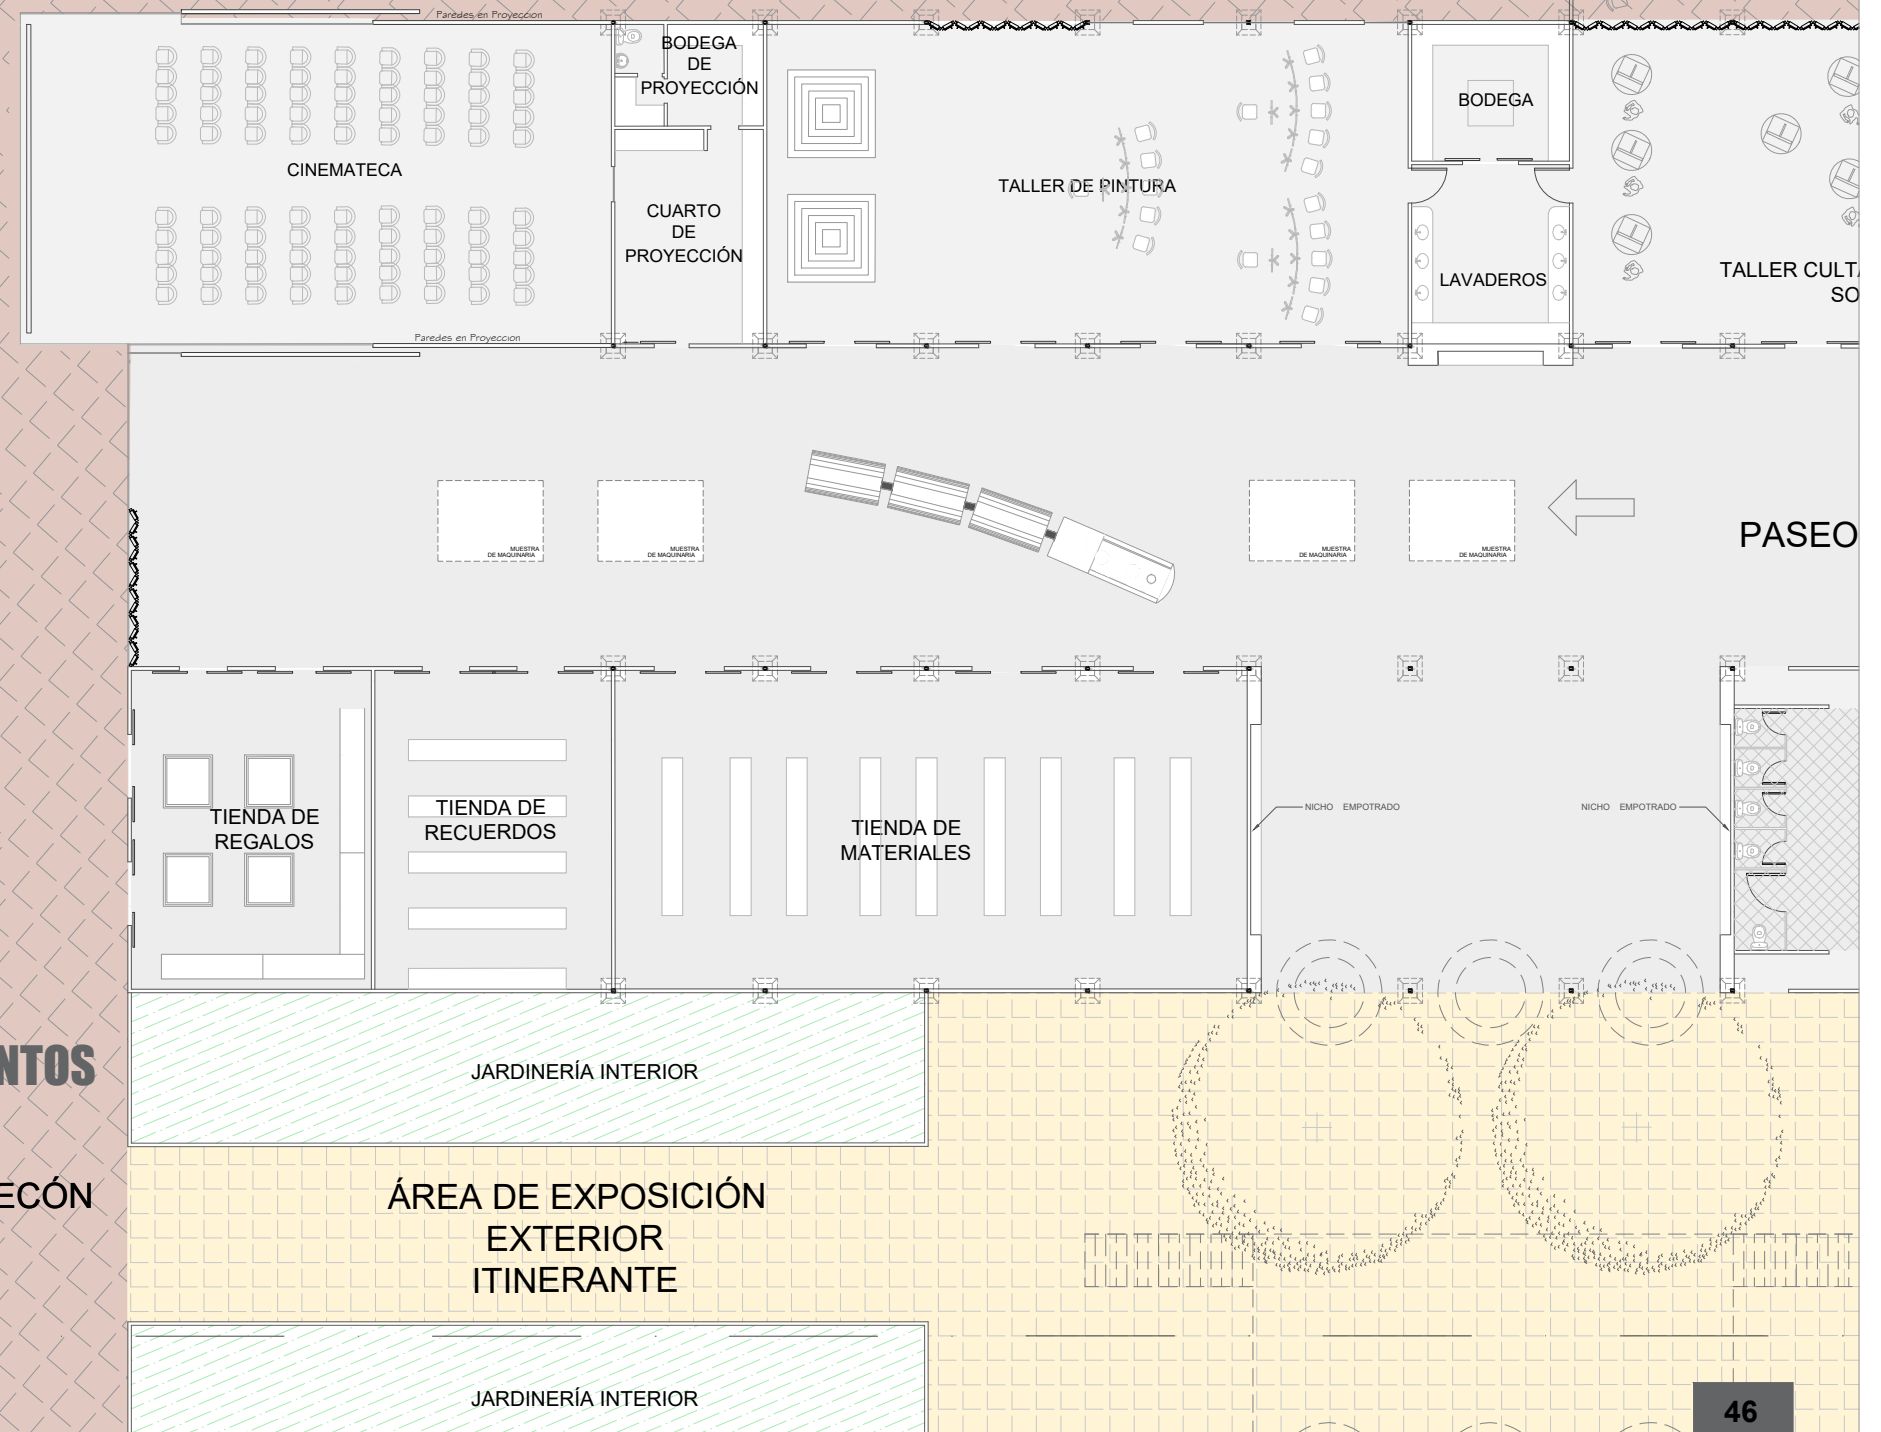 Paredes en Proyeccion
BODEGA
DE
PROYECCIÓN
CINEMATECA
CUARTO
DE
PROYECCIÓN
TALLER DE PINTURA
BODEGA
LAVADEROS
TALLER CULT
SO
Paredes en Proyeccion
MUESTRA
DE MAQUINARIA
MUESTRA
DE MAQUINARIA
MUESTRA
DE MAQUINARIA
MUESTRA
DE MAQUINARIA
PASEO
TIENDA DE
REGALOS
TIENDA DE
RECUERDOS
TIENDA DE
MATERIALES
NICHO EMPOTRADO
NICHO EMPOTRADO
NTOS
JARDINERÍA INTERIOR
ECÓN
ÁREA DE EXPOSICIÓN
EXTERIOR
ITINERANTE
JARDINERÍA INTERIOR
46